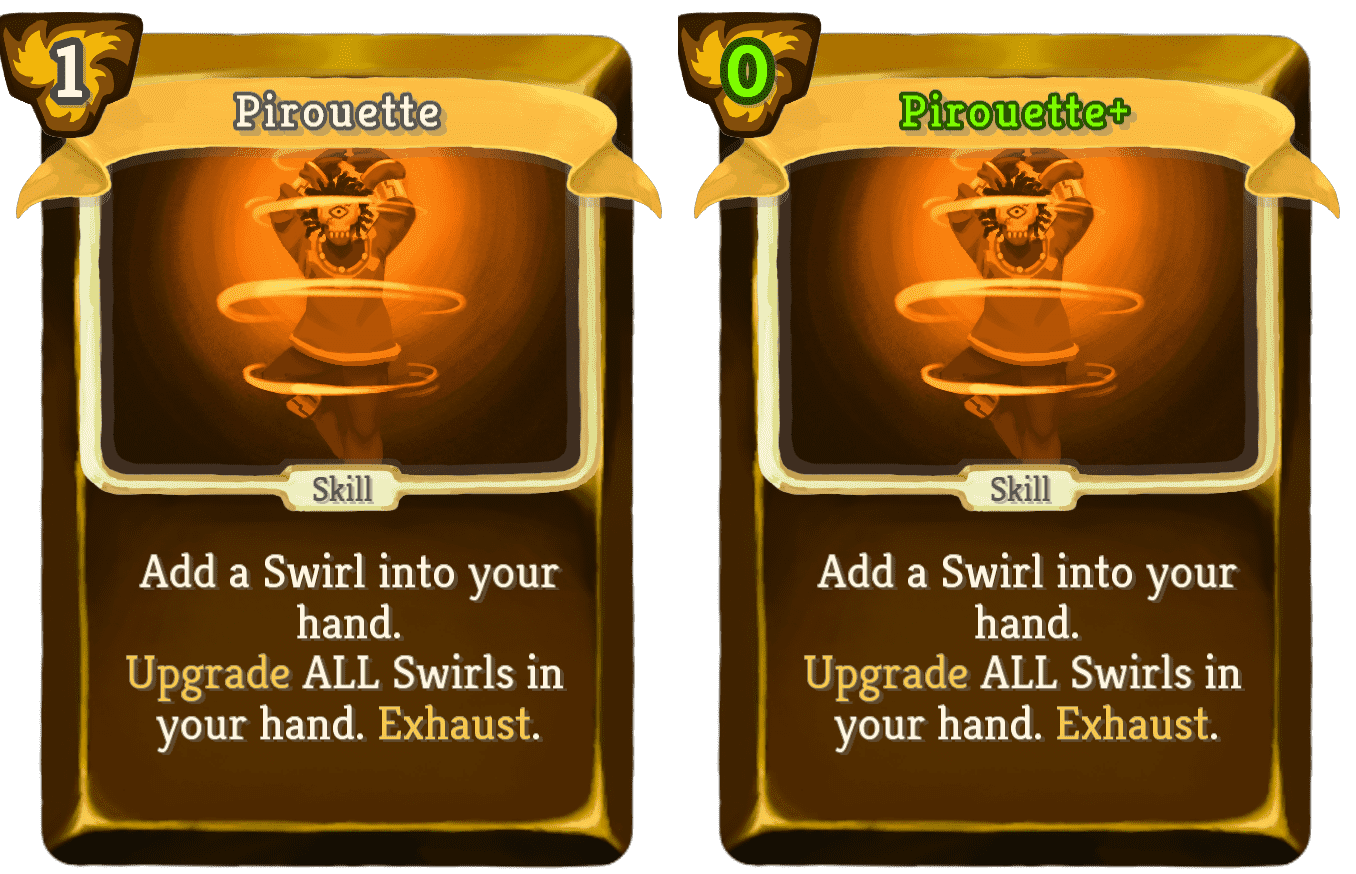 1
Pirouette
Skill
Add a Swirl into your
hand.
Upgrade ALL Swirls in
your hand. Exhaust.
0
Pirouette+
Skill
Add a Swirl into your
hand.
Upgrade ALL Swirls in
your hand. Exhaust.